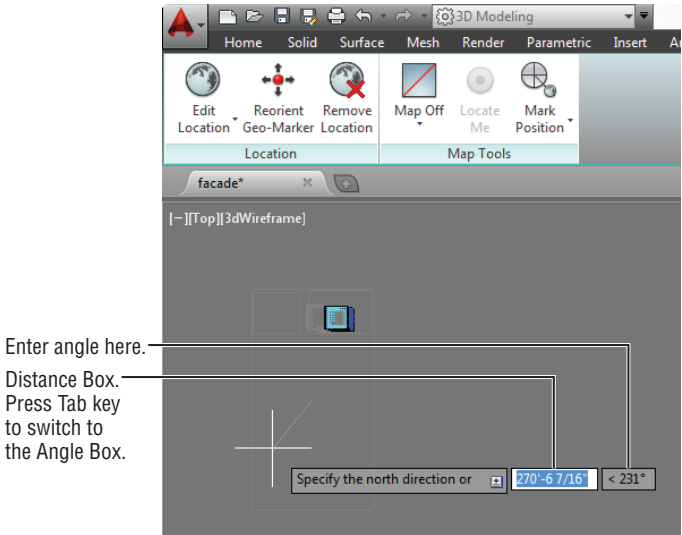 3D Modeling
Home Solid Surface Mesh Render Parametric Insert
Edit Location
Reorient Geo-Marker
Remove Location
Map Off
Locate Me
Mark Position
Location
Map Tools
facade*
[−][Top][3dWireframe]
Enter angle here.
Distance Box.
Press Tab key
to switch to
the Angle Box.
Specify the north direction or
270'-6 7/16"
< 231°